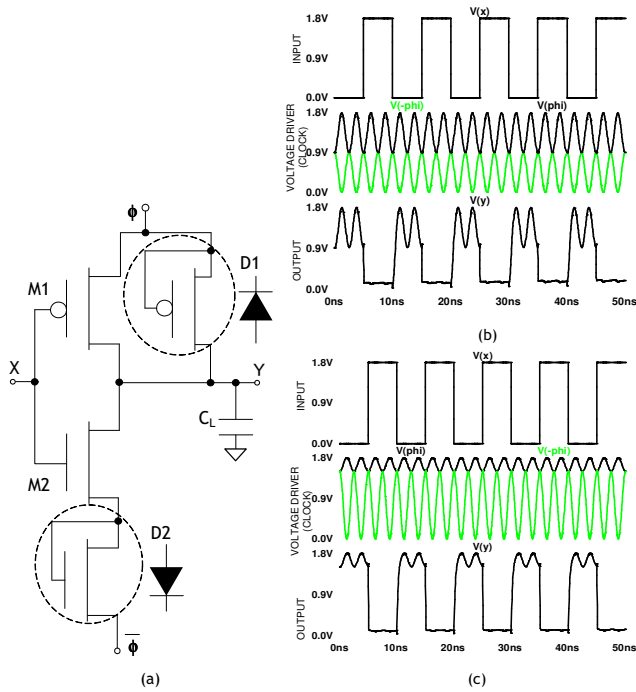 ϕ
D1
M1
X
Y
C_L
M2
D2
ϕ̅
(a)
V(x)
1.8V
INPUT
0.9V
0.0V
V(-phi)
V(phi)
1.8V
VOLTAGE DRIVER
(CLOCK)
0.9V
0.0V
V(y)
1.8V
OUTPUT
0.9V
0.0V
0ns 10ns 20ns 30ns 40ns 50ns
(b)
V(x)
1.8V
INPUT
0.9V
0.0V
V(phi)
V(-phi)
1.8V
VOLTAGE DRIVER
(CLOCK)
0.9V
0.0V
V(y)
1.8V
OUTPUT
0.9V
0.0V
0ns 10ns 20ns 30ns 40ns 50ns
(c)